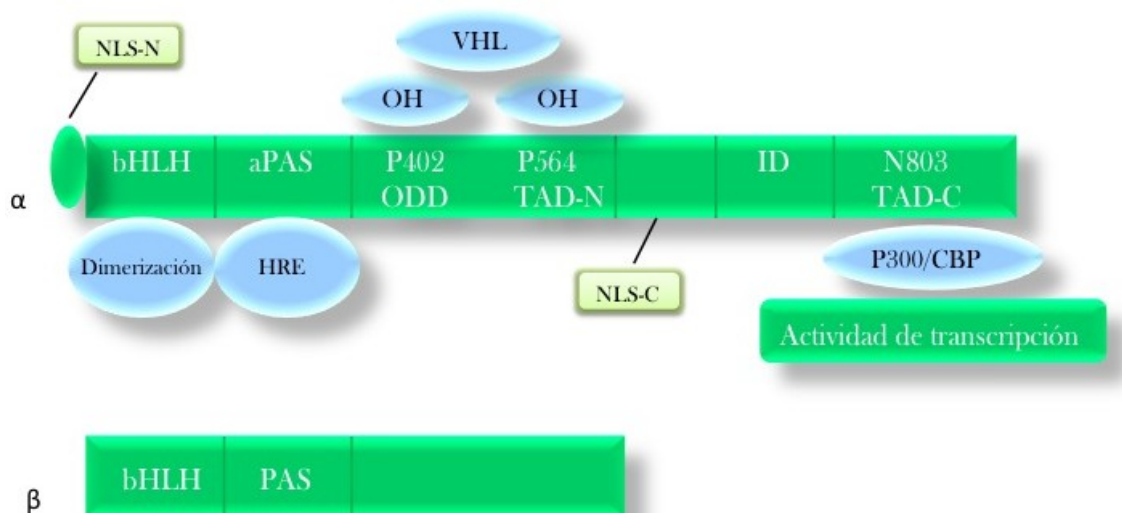 NLS-N
VHL
OH OH
bHLH aPAS P402 P564 ID N803
ODD TAD-N TAD-C
α
Dimerización HRE P300/CBP
NLS-C
Actividad de transcripción
bHLH PAS
β